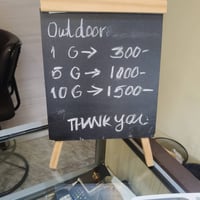 Outdoor
1 G → 300-
5 G → 1000-
10 G → 1500-
THANK you.